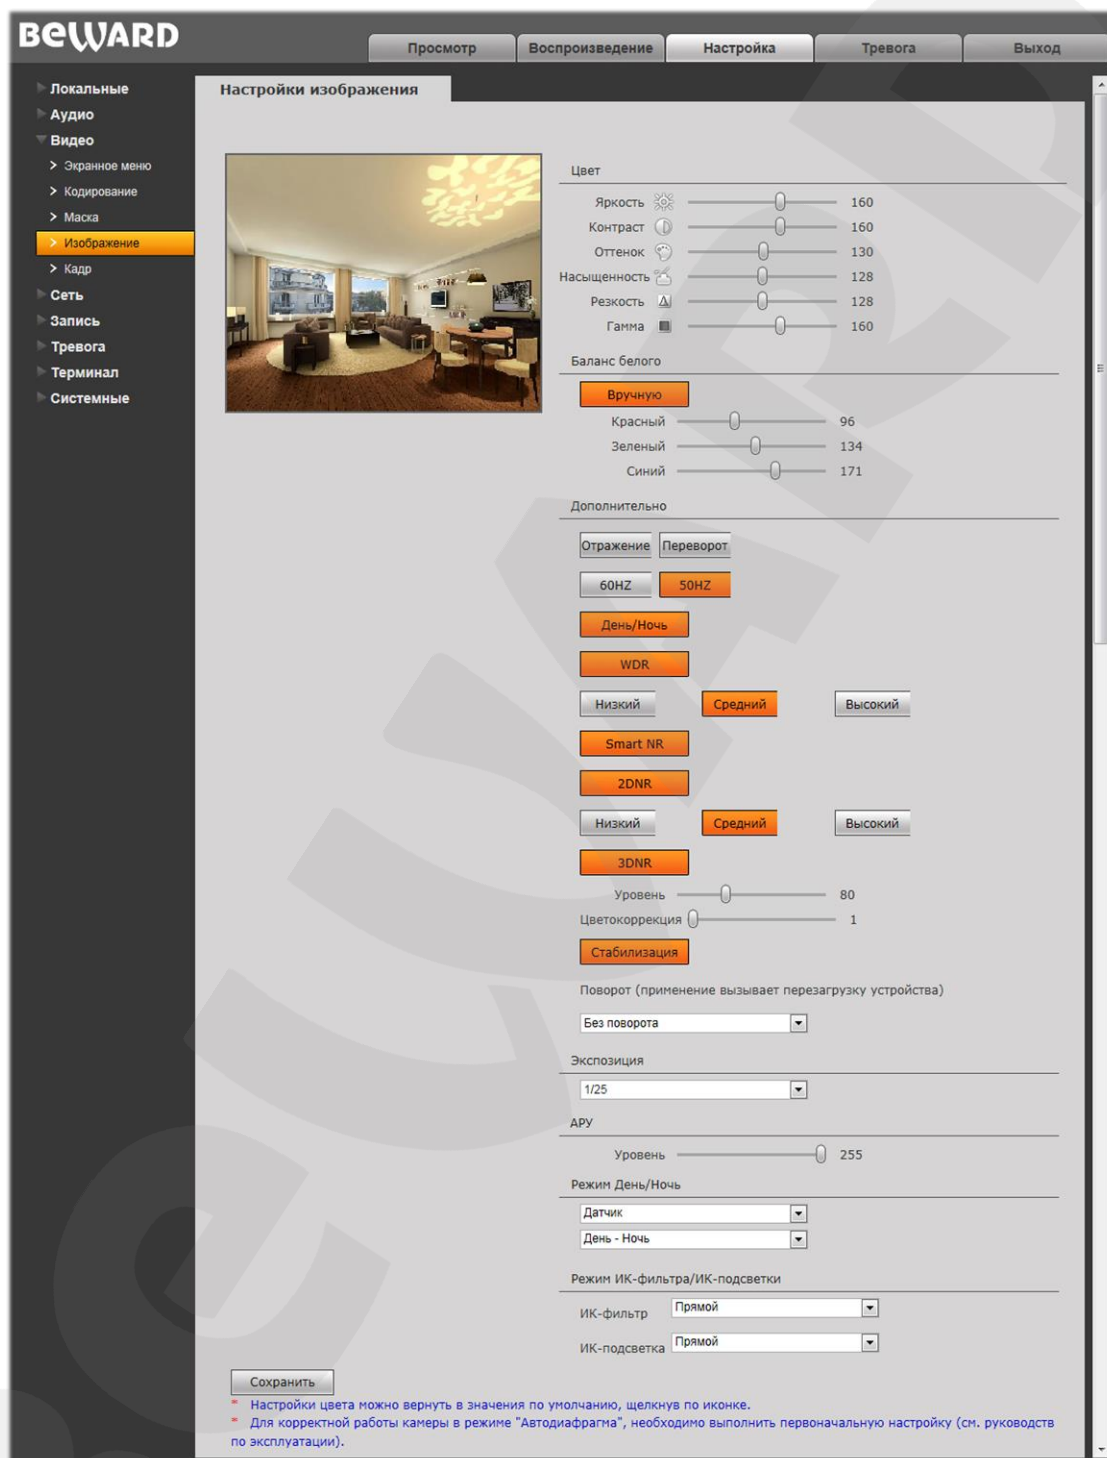 BEWARD
Просмотр
Воспроизведение
Настройка
Тревога
Выход
Локальные
Аудио
Видео
> Экранное меню
> Кодирование
> Маска
> Изображение
> Кадр
Сеть
Запись
Тревога
Терминал
Системные
Настройки изображения
Цвет
Яркость 160
Контраст 160
Оттенок 130
Насыщенность 128
Резкость 128
Гамма 160
Баланс белого
Вручную
Красный 96
Зеленый 134
Синий 171
Дополнительно
Отражение Переворот
60HZ 50HZ
День/Ночь
WDR
Низкий Средний Высокий
Smart NR
2DNR
Низкий Средний Высокий
3DNR
Уровень 80
Цветокоррекция 1
Стабилизация
Поворот (применение вызывает перезагрузку устройства)
Без поворота
Экспозиция
1/25
АРУ
Уровень 255
Режим День/Ночь
Датчик
День - Ночь
Режим ИК-фильтра/ИК-подсветки
ИК-фильтр Прямой
ИК-подсветка Прямой
Сохранить
* Настройки цвета можно вернуть в значения по умолчанию, щелкнув по иконке.
* Для корректной работы камеры в режиме "Автодиафрагма", необходимо выполнить первоначальную настройку (см. руководств
по эксплуатации).